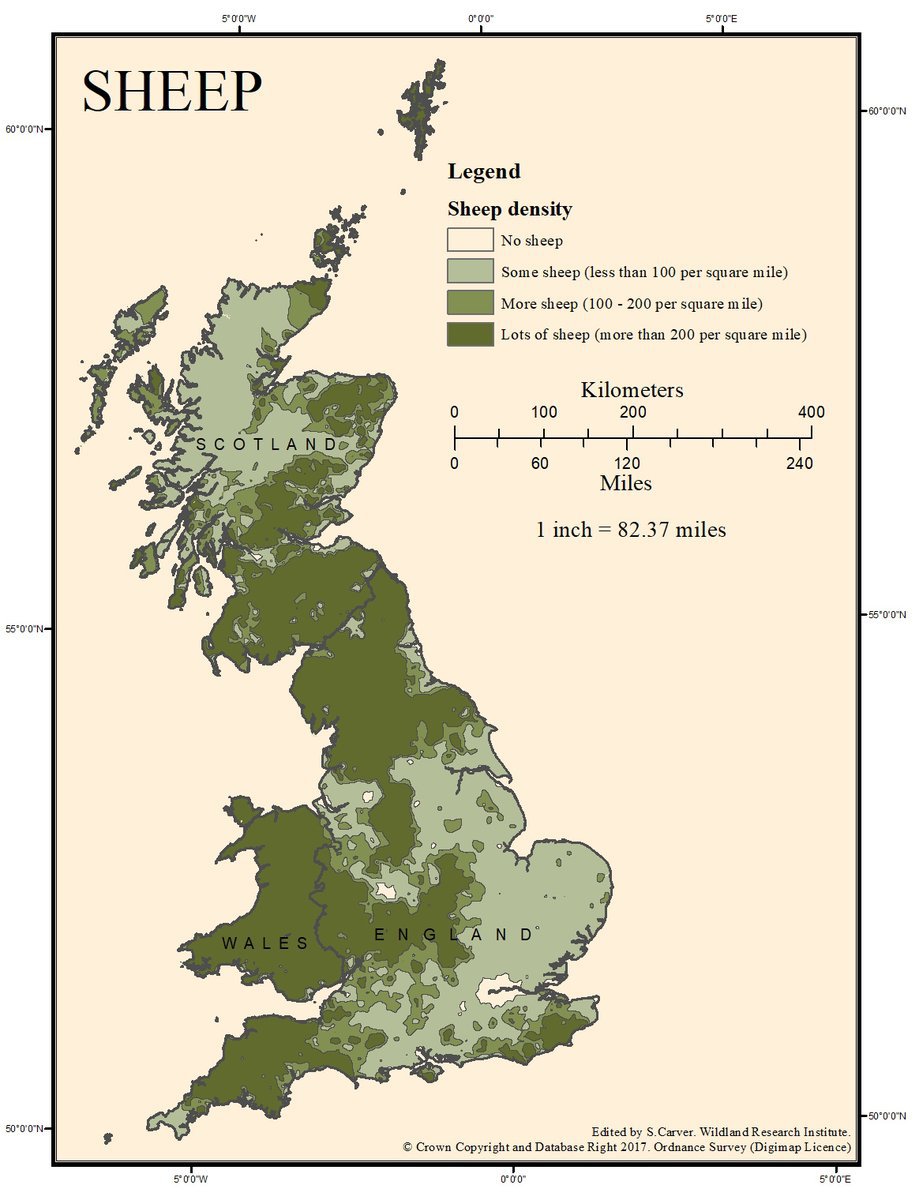 5°0'0"W 0°0'0" 5°0'0"E
SHEEP
60°0'0"N 60°0'0"N
Legend
Sheep density
No sheep
Some sheep (less than 100 per square mile)
More sheep (100 - 200 per square mile)
Lots of sheep (more than 200 per square mile)
Kilometers
0 100 200 400
0 60 120 240
Miles
SCOTLAND
1 inch = 82.37 miles
55°0'0"N 55°0'0"N
ENGLAND
WALES
50°0'0"N 50°0'0"N
Edited by S.Carver. Wildland Research Institute.
© Crown Copyright and Database Right 2017. Ordnance Survey (Digimap Licence)
5°0'0"W 0°0'0" 5°0'0"E